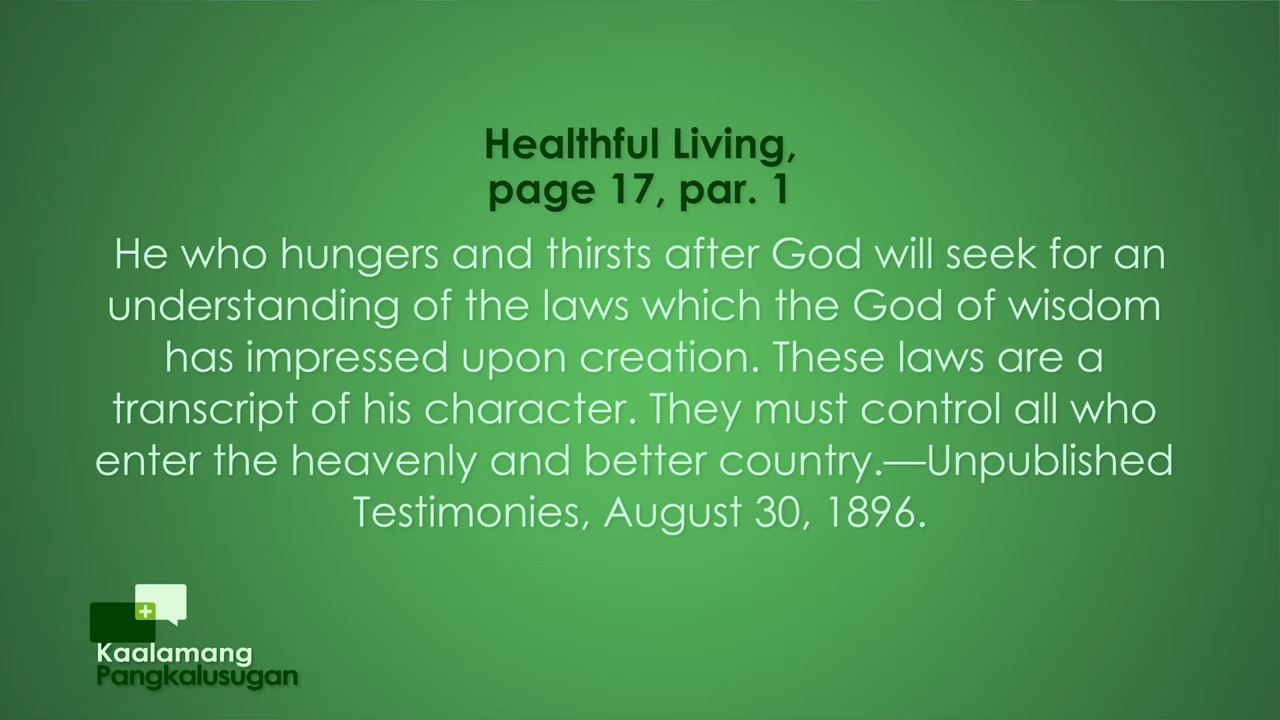 Healthful Living,
page 17, par. 1
He who hungers and thirsts after God will seek for an
understanding of the laws which the God of wisdom
has impressed upon creation. These laws are a
transcript of his character. They must control all who
enter the heavenly and better country.—Unpublished
Testimonies, August 30, 1896.
Kaalamang
Pangkalusugan